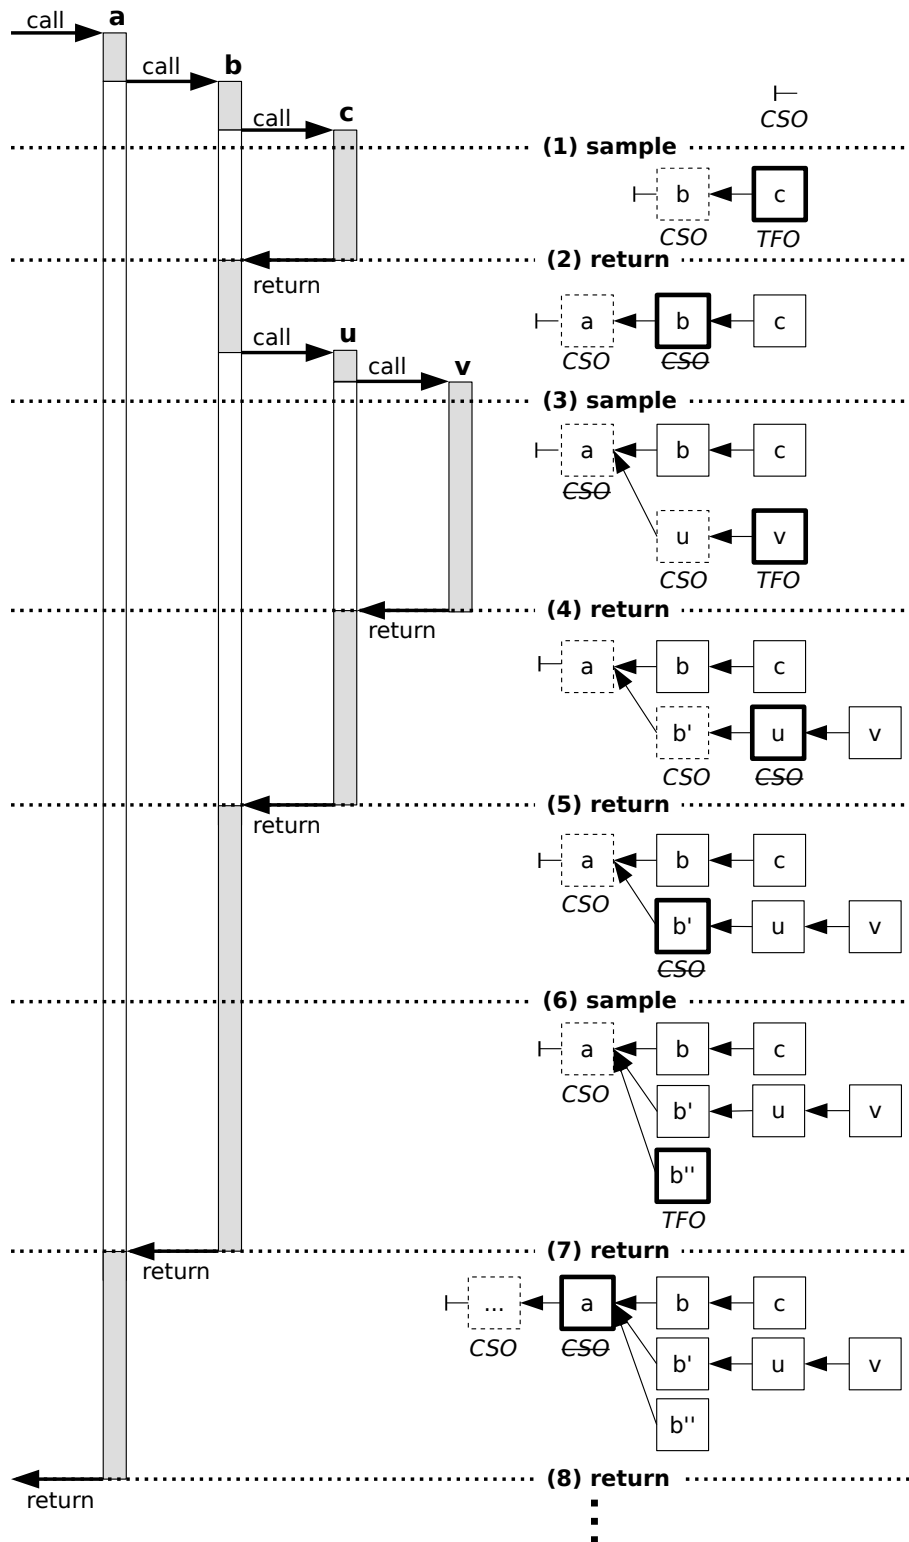 call a
call b
call c
CSO
(1) sample
b c
CSO TFO
(2) return
return
a b c
CSO CSO
call u
call v
(3) sample
a b c
CSO
u v
CSO TFO
(4) return
return
a b c
b' u v
CSO CSO
(5) return
return
a b c
CSO
b' u v
CSO
(6) sample
a b c
CSO
b' u v
b''
TFO
(7) return
return
... a b c
CSO CSO
b' u v
b''
(8) return
return